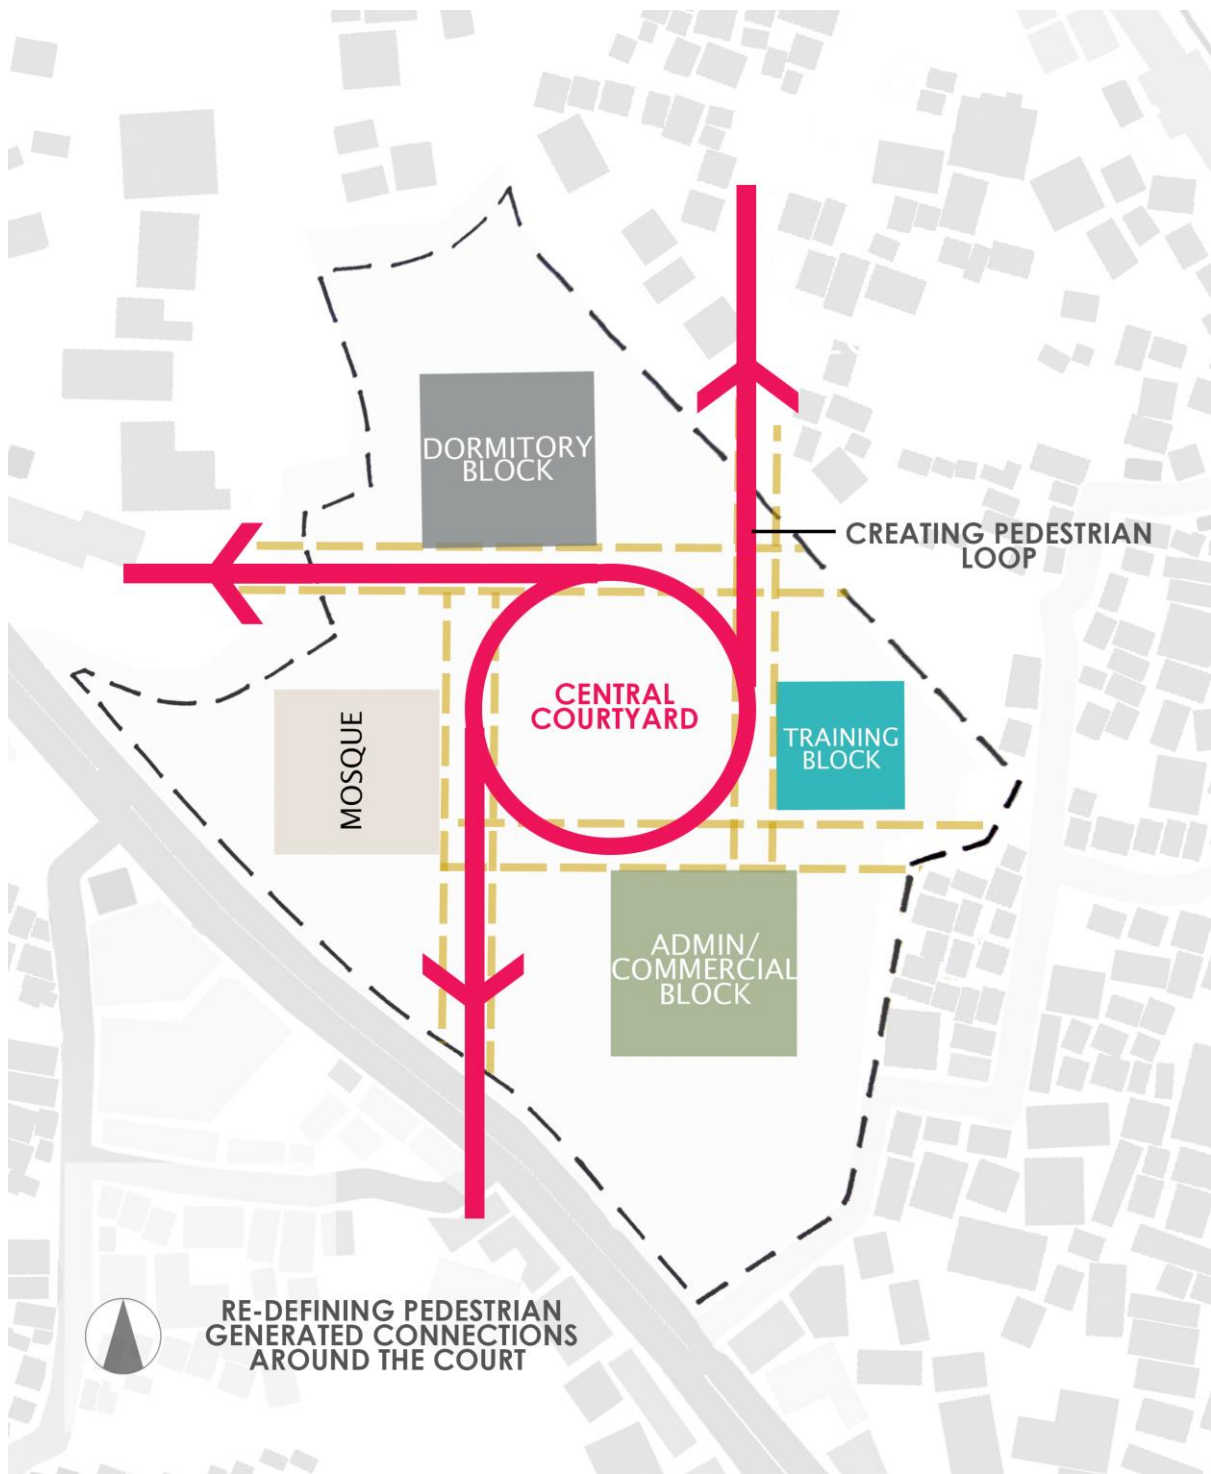 DORMITORY
BLOCK
CREATING PEDESTRIAN
LOOP
CENTRAL
COURTYARD
MOSQUE
TRAINING
BLOCK
ADMIN/
COMMERCIAL
BLOCK
RE-DEFINING PEDESTRIAN
GENERATED CONNECTIONS
AROUND THE COURT